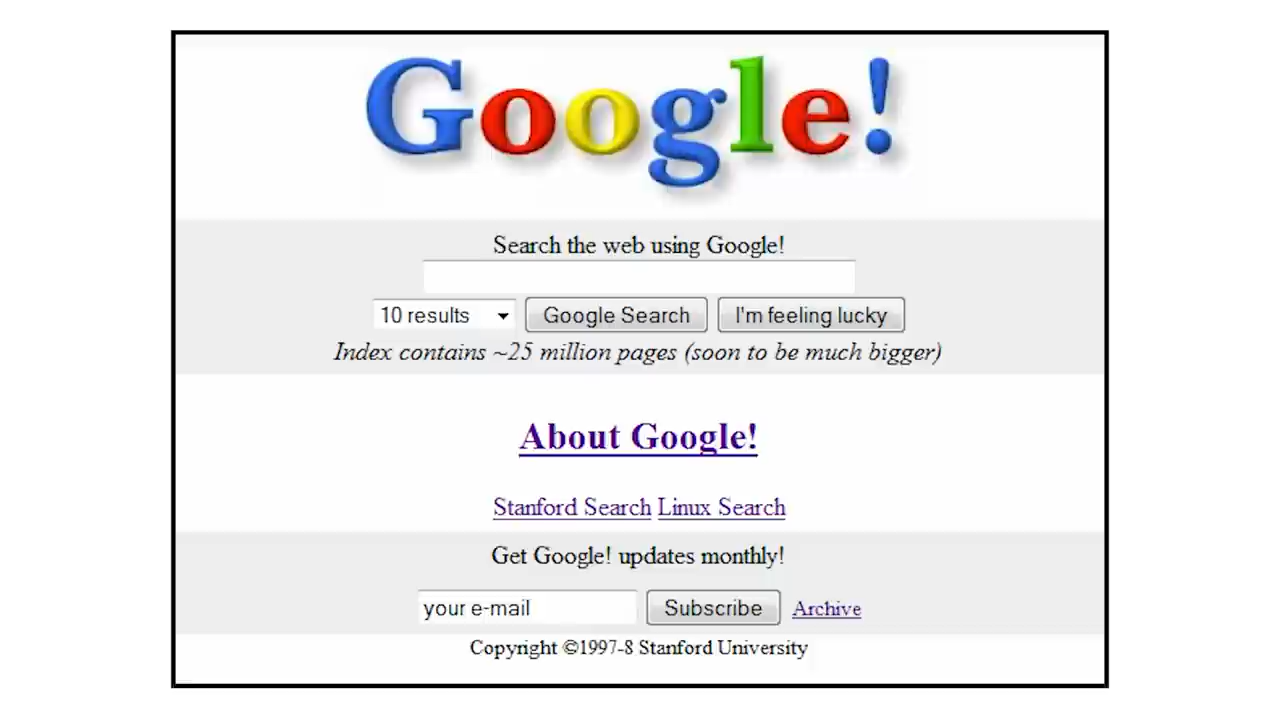 Google!
Search the web using Google!
10 results Google Search I'm feeling lucky
Index contains ~25 million pages (soon to be much bigger)
About Google!
Stanford Search Linux Search
Get Google! updates monthly!
your e-mail Subscribe Archive
Copyright ©1997-8 Stanford University